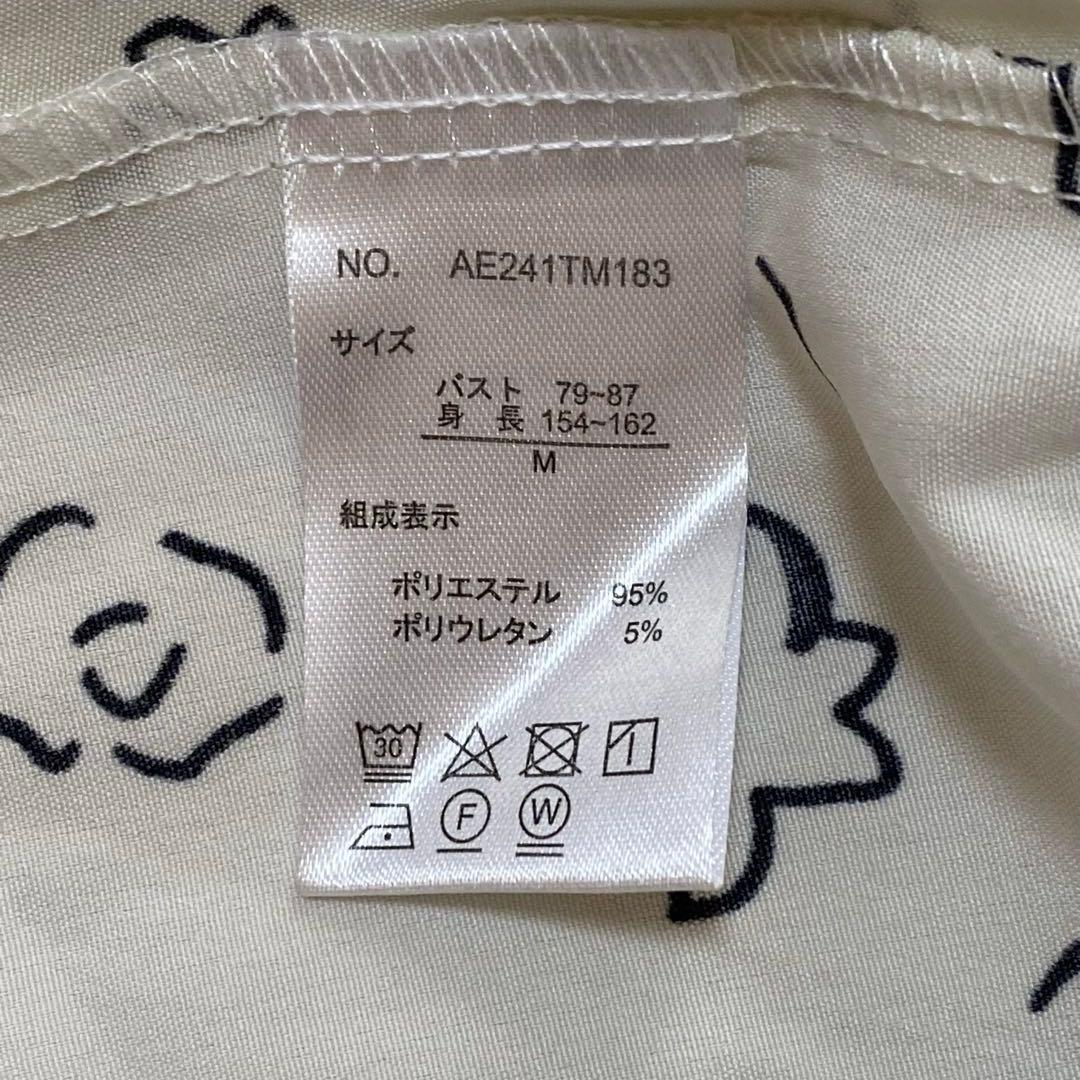 NO. AE241TM183
サイズ
バスト 79~87
身 長 154~162
M
組成表示
ポリエステル 95%
ポリウレタン 5%
30
F W